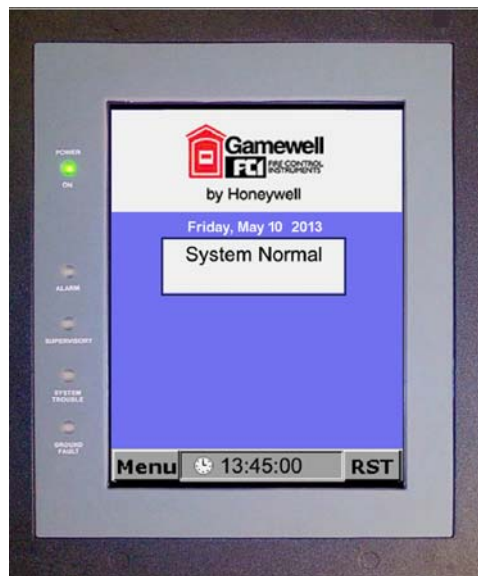 Gamewell
FCI FIRE CONTROL
INSTRUMENTS
by Honeywell
POWER
ON
Friday, May 10 2013
System Normal
ALARM
SUPERVISORY
SYSTEM
TROUBLE
GROUND
FAULT
Menu 13:45:00 RST